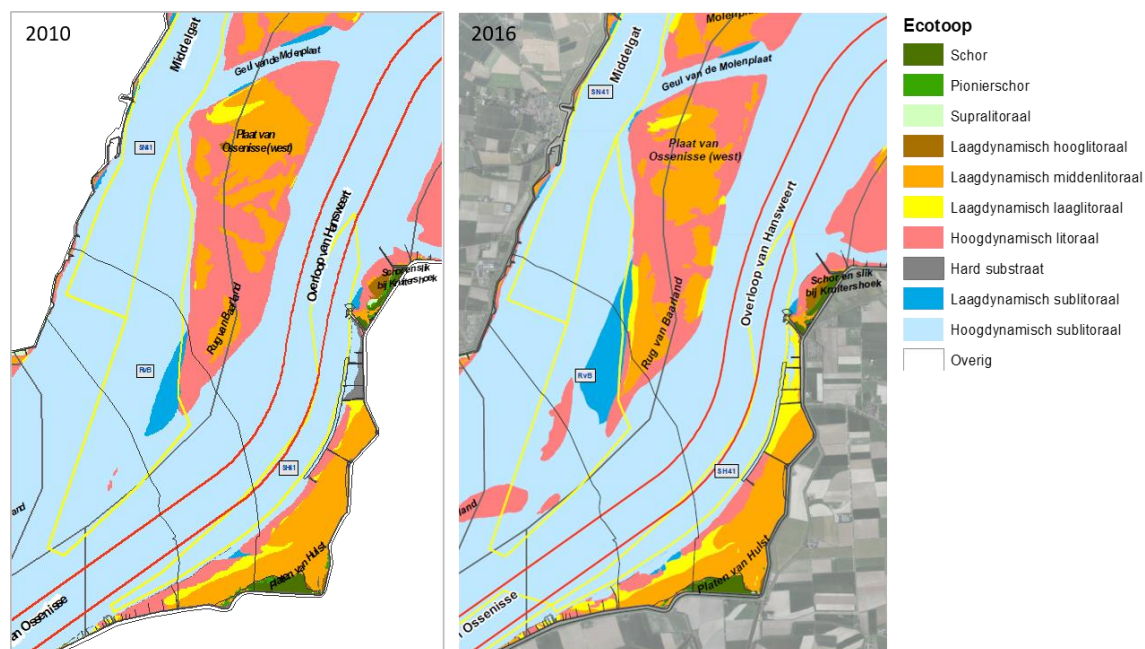 2010
Middelgat
Molenplaat
Geul van de Molenplaat
SN41
Plaat van
Ossenisse (west)
Overloop van Hansweert
Schor en slik
bij Kruitershoek
Rug van Baarland
RvB
SH41
land
Platen van Hulst
van Ossenisse
2016
Middelgat
Molenplaat
Geul van de Molenplaat
SN41
Plaat van
Ossenisse (west)
Overloop van Hansweert
Schor en slik
bij Kruitershoek
Rug van Baarland
RvB
SH41
land
Platen van Hulst
n Ossenisse
Ecotoop
Schor
Pionierschor
Supralitoraal
Laagdynamisch hooglitoraal
Laagdynamisch middenlitoraal
Laagdynamisch laaglitoraal
Hoogdynamisch litoraal
Hard substraat
Laagdynamisch sublitoraal
Hoogdynamisch sublitoraal
Overig